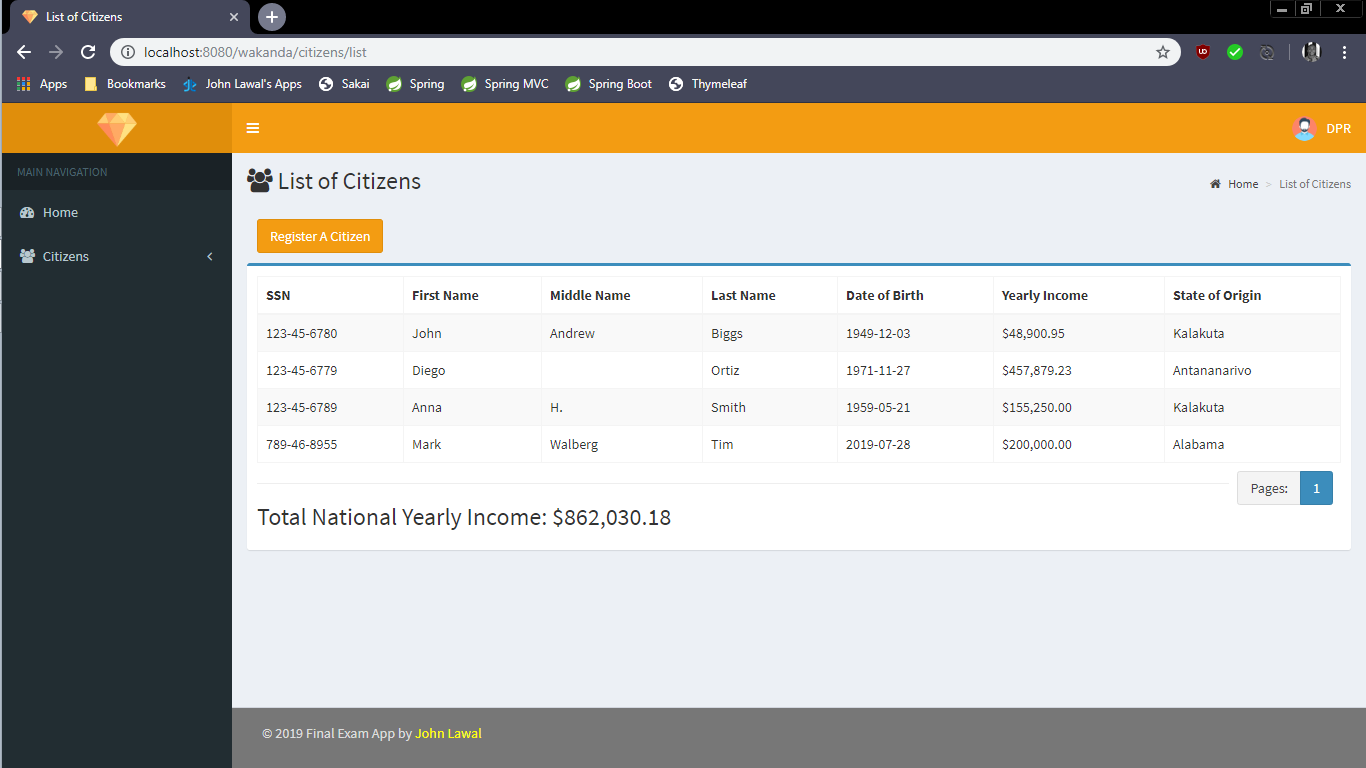 List of Citizens
localhost:8080/wakanda/citizens/list
Apps Bookmarks John Lawal's Apps Sakai Spring Spring MVC Spring Boot Thymeleaf
DPR
MAIN NAVIGATION
Home
Citizens
List of Citizens
Home > List of Citizens
Register A Citizen
SSN First Name Middle Name Last Name Date of Birth Yearly Income State of Origin
123-45-6780 John Andrew Biggs 1949-12-03 $48,900.95 Kalakuta
123-45-6779 Diego Ortiz 1971-11-27 $457,879.23 Antananarivo
123-45-6789 Anna H. Smith 1959-05-21 $155,250.00 Kalakuta
789-46-8955 Mark Walberg Tim 2019-07-28 $200,000.00 Alabama
Pages: 1
Total National Yearly Income: $862,030.18
© 2019 Final Exam App by John Lawal